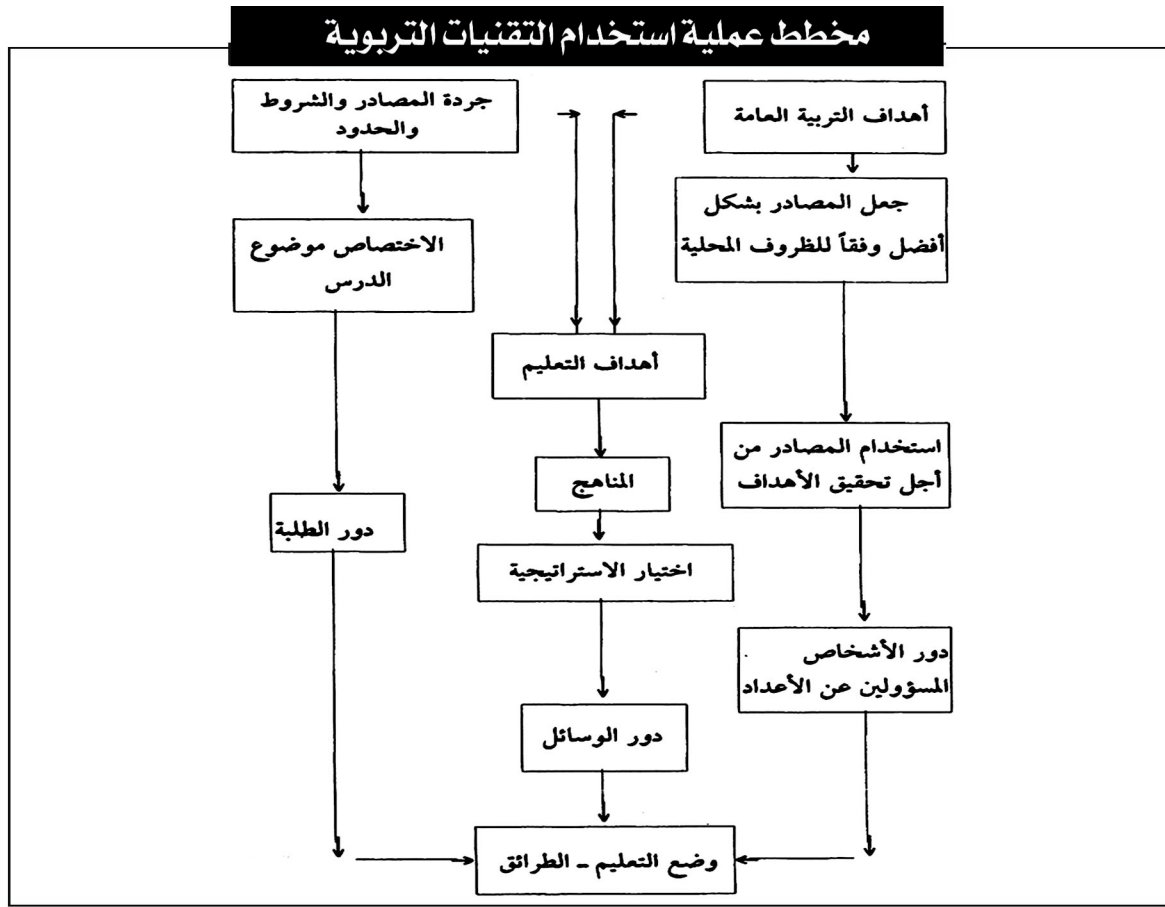 مخطط عملية استخدام التقنيات التربوية
أهداف التربية العامة
جعل المصادر بشكل
أفضل وفقاً للظروف المحلية
استخدام المصادر من
أجل تحقيق الأهداف
دور الأشخاص
المسؤولين عن الأعداد
أهداف التعليم
المناهج
اختيار الاستراتيجية
دور الوسائل
وضع التعليم - الطرائق
جردة المصادر والشروط
والحدود
الاختصاص موضوع
الدرس
دور الطلبة